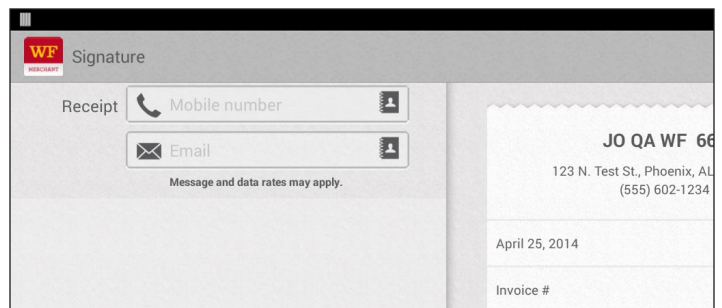 WF
MERCHANT
Signature
Receipt
Mobile number
Email
Message and data rates may apply.
JO QA WF 66
123 N. Test St., Phoenix, AL
(555) 602-1234
April 25, 2014
Invoice #